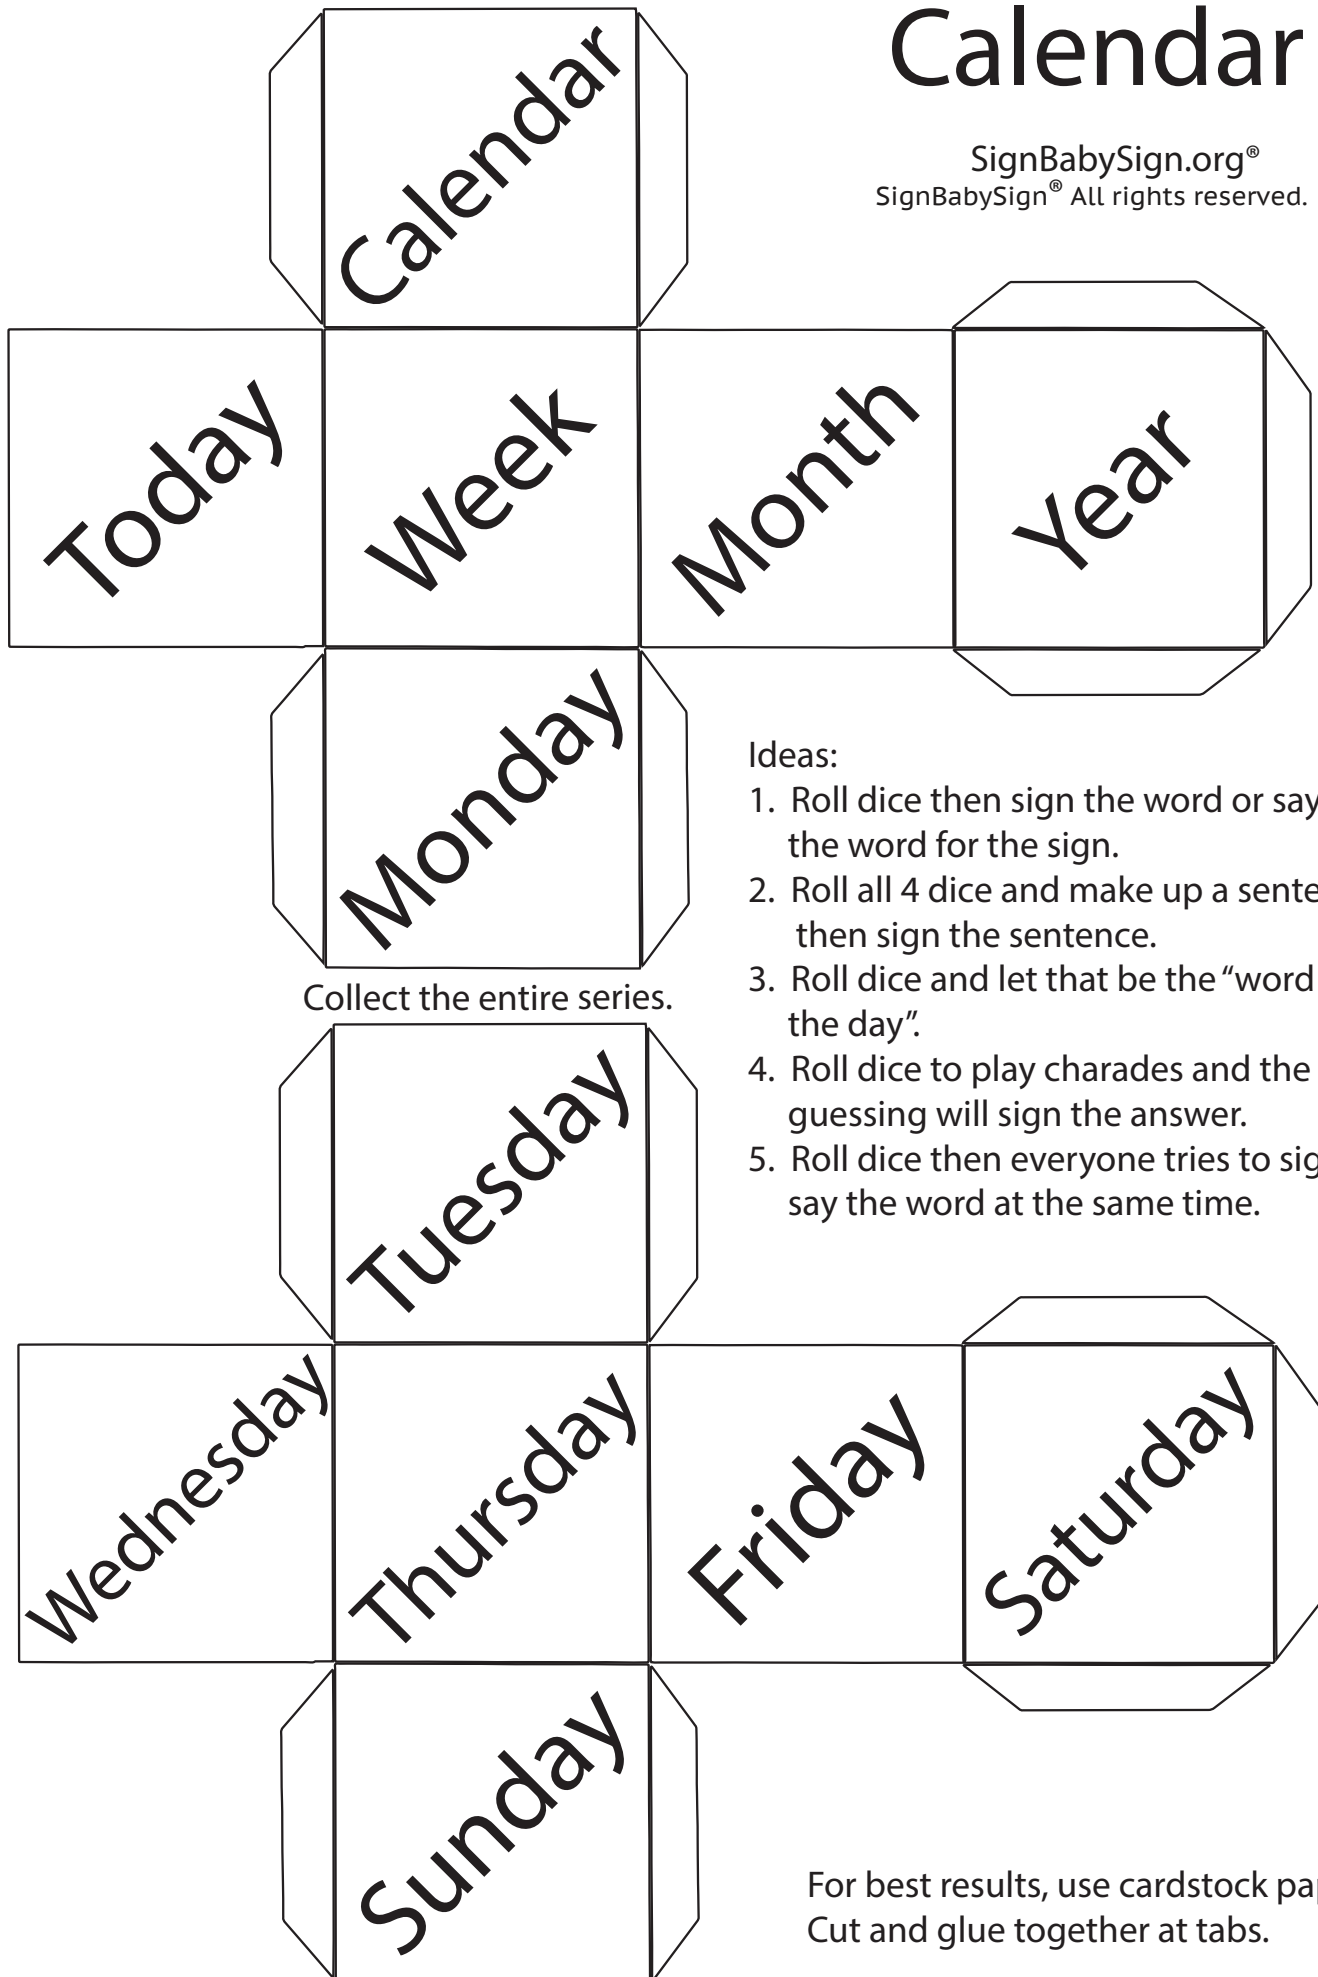 Calendar
SignBabySign.org®
SignBabySign® All rights reserved.
Calendar
Today
Week
Month
Year
Monday
Ideas:
1. Roll dice then sign the word or say
the word for the sign.
2. Roll all 4 dice and make up a
then sign the sentence.
3. Roll dice and let that be the “word
the day”.
4. Roll dice to play charades and the
guessing will sign the answer.
5. Roll dice then everyone tries to
say the word at the same time.
Collect the entire series.
Tuesday
Wednesday
Thursday
Friday
Saturday
Sunday
For best results, use cardstock
Cut and glue together at tabs.